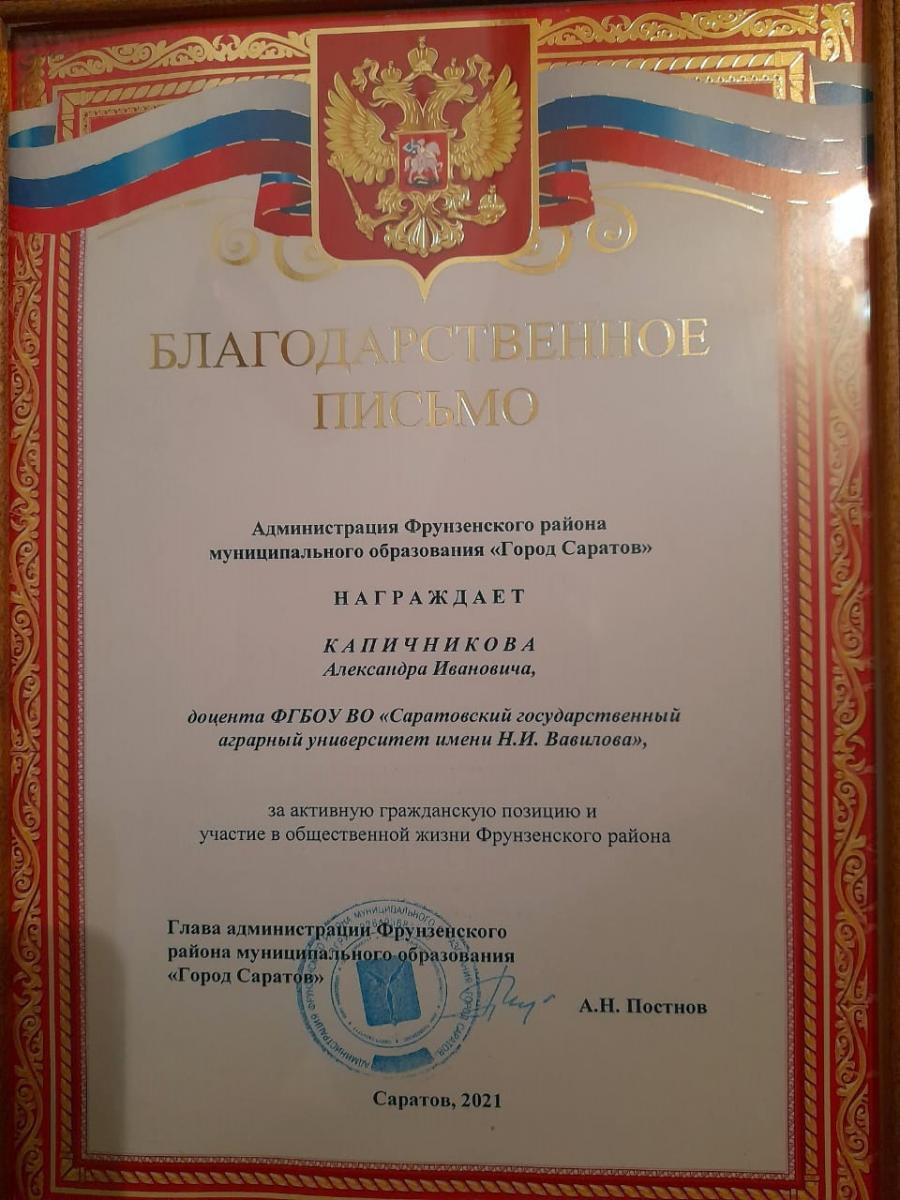 БЛАГОДАРСТВЕННОЕ
ПИСЬМО
Администрация Фрунзенского района
муниципального образования «Город Саратов»
НАГРАЖДАЕТ
КАПИЧНИКОВА
Александра Ивановича,
доцента ФГБОУ ВО «Саратовский государственный
аграрный университет имени Н.И. Вавилова»,
за активную гражданскую позицию и
участие в общественной жизни Фрунзенского района
Глава администрации Фрунзенского
района муниципального образования
«Город Саратов»
А.Н. Постнов
Саратов, 2021